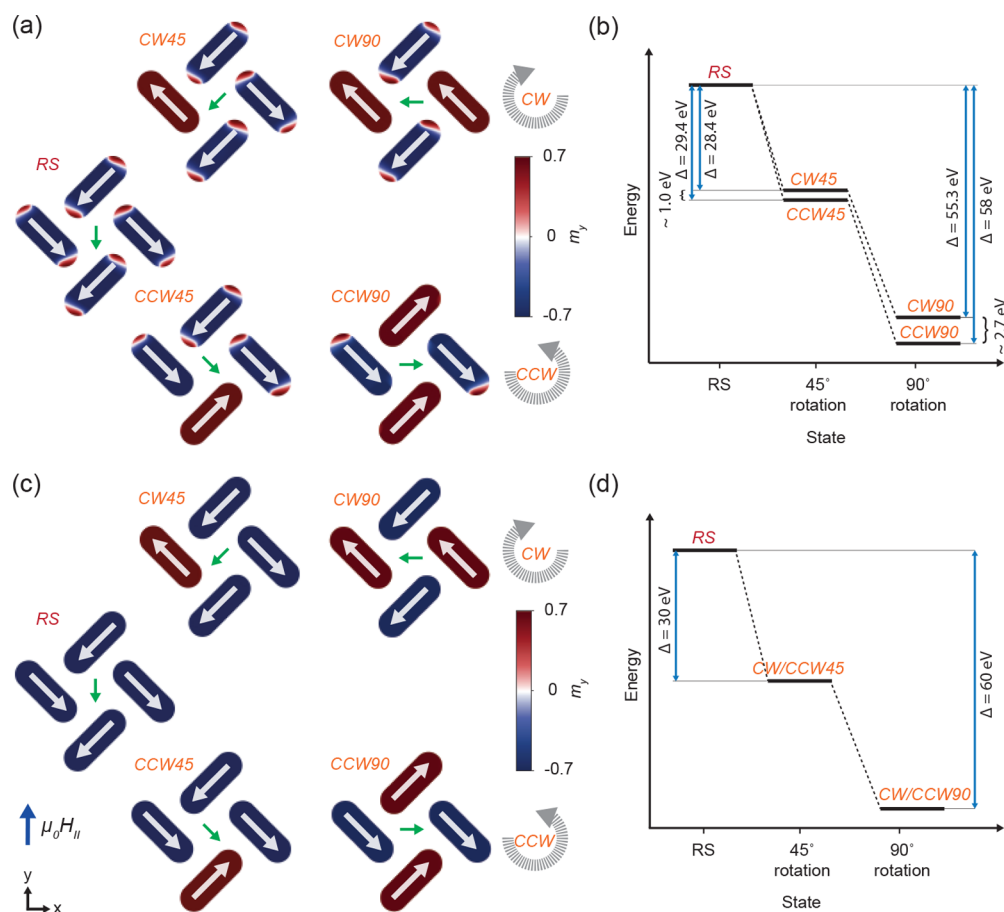 (a)
CW45
CW90
CW
RS
0.7
0
-0.7
m_y
CCW45
CCW90
CCW
(b)
Energy
RS
Δ = 29.4 eV
Δ = 28.4 eV
~ 1.0 eV
{
CW45
CCW45
Δ = 55.3 eV
Δ = 58 eV
CW90
CCW90
}
~ 2.7 eV
RS
45°
rotation
90°
rotation
State
(c)
CW45
CW90
CW
RS
0.7
0
-0.7
m_y
CCW45
CCW90
CCW
μ₀H_II
y
x
(d)
Energy
RS
Δ = 30 eV
CW/CCW45
Δ = 60 eV
CW/CCW90
RS
45°
rotation
90°
rotation
State